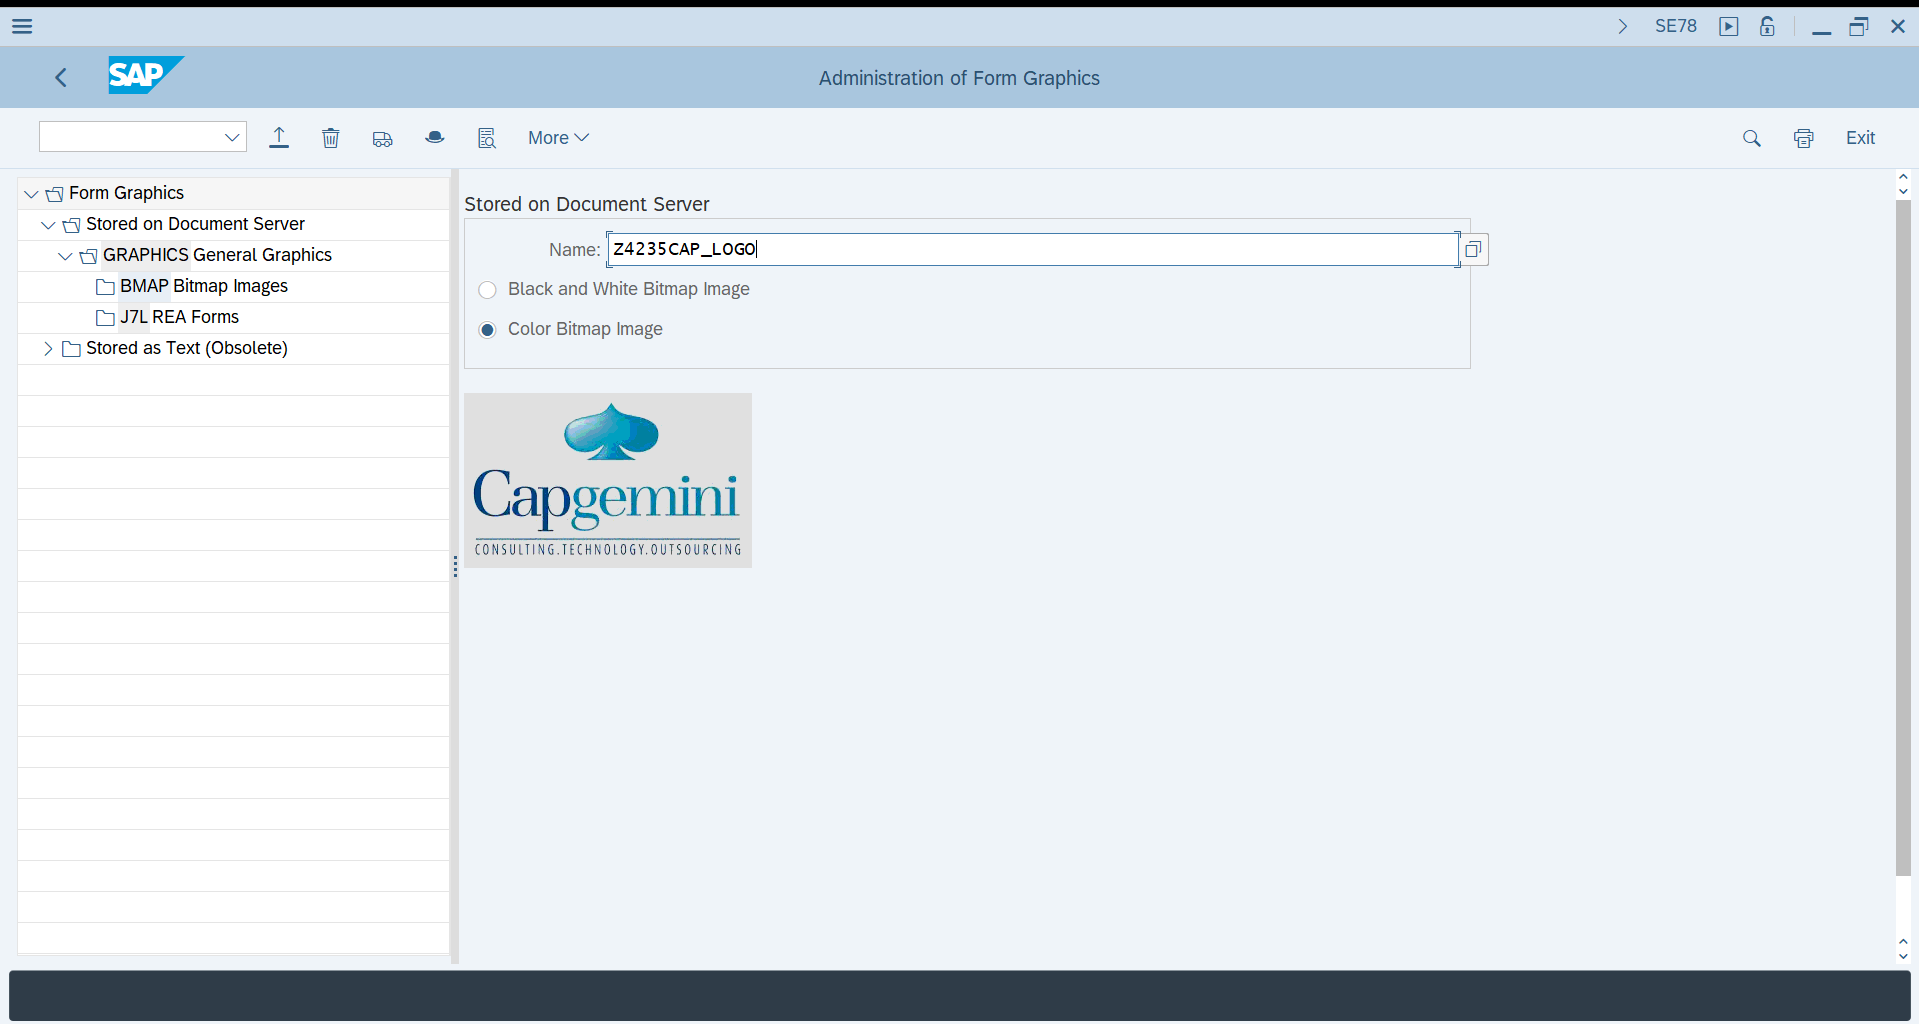 SE78
SAP
Administration of Form Graphics
More
Exit
Form Graphics
Stored on Document Server
GRAPHICS General Graphics
BMAP Bitmap Images
J7L REA Forms
Stored as Text (Obsolete)
Stored on Document Server
Name: Z4235CAP_LOGO
Black and White Bitmap Image
Color Bitmap Image
Capgemini
CONSULTING.TECHNOLOGY.OUTSOURCING